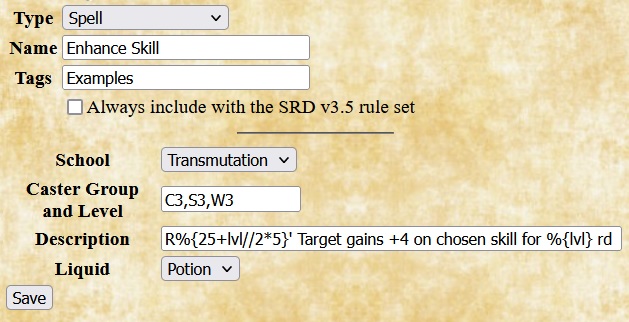 Type Spell
Name Enhance Skill
Tags Examples
Always include with the SRD v3.5 rule set
School Transmutation
Caster Group
and Level C3,S3,W3
Description R%{25+lvl//2*5}' Target gains +4 on chosen skill for %{lvl} rd
Liquid Potion
Save